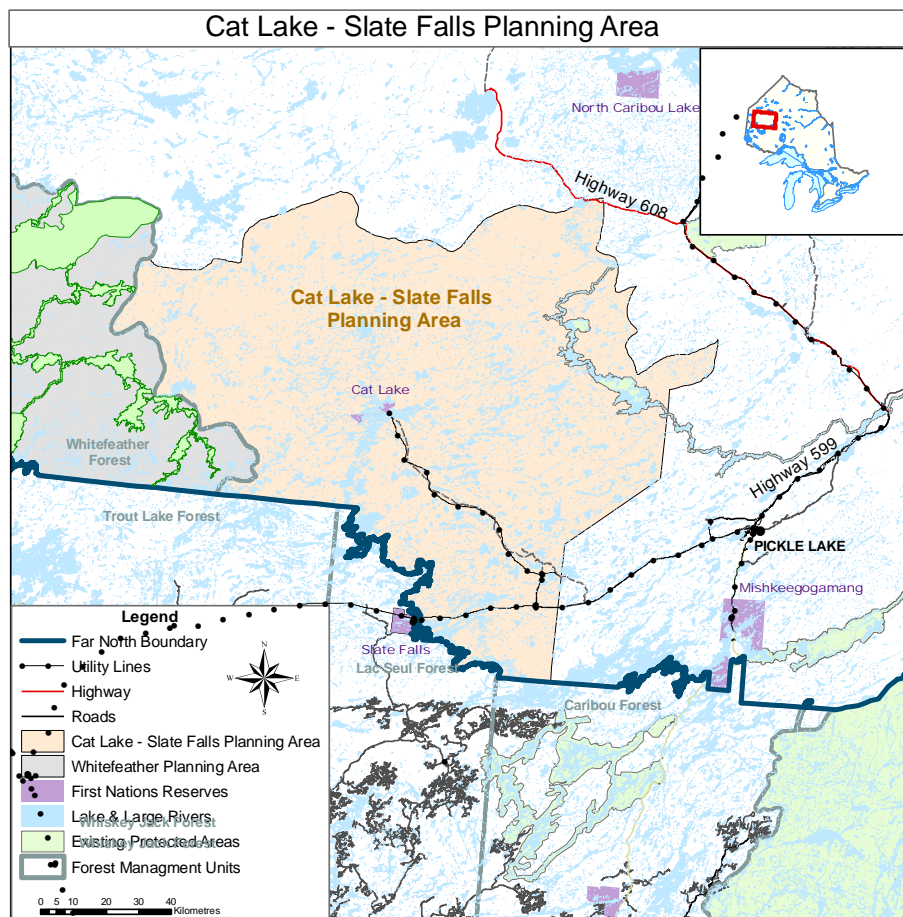 Cat Lake - Slate Falls Planning Area
North Caribou Lake
Highway 608
Cat Lake - Slate Falls
Planning Area
Cat Lake
Whitefeather
Forest
Highway 599
Trout Lake Forest
PICKLE LAKE
Mishkeegogamang
Slate Falls
Lac Seul Forest
Caribou Forest
Legend
Far North Boundary
Utility Lines
Highway
Roads
Cat Lake - Slate Falls Planning Area
Whitefeather Planning Area
First Nations Reserves
Lake & Large Rivers
Whiskey Jack Forest
Existing Protected Areas
Forest Managment Units
N
W
E
S
0 5 10 20 30 40
Kilometres